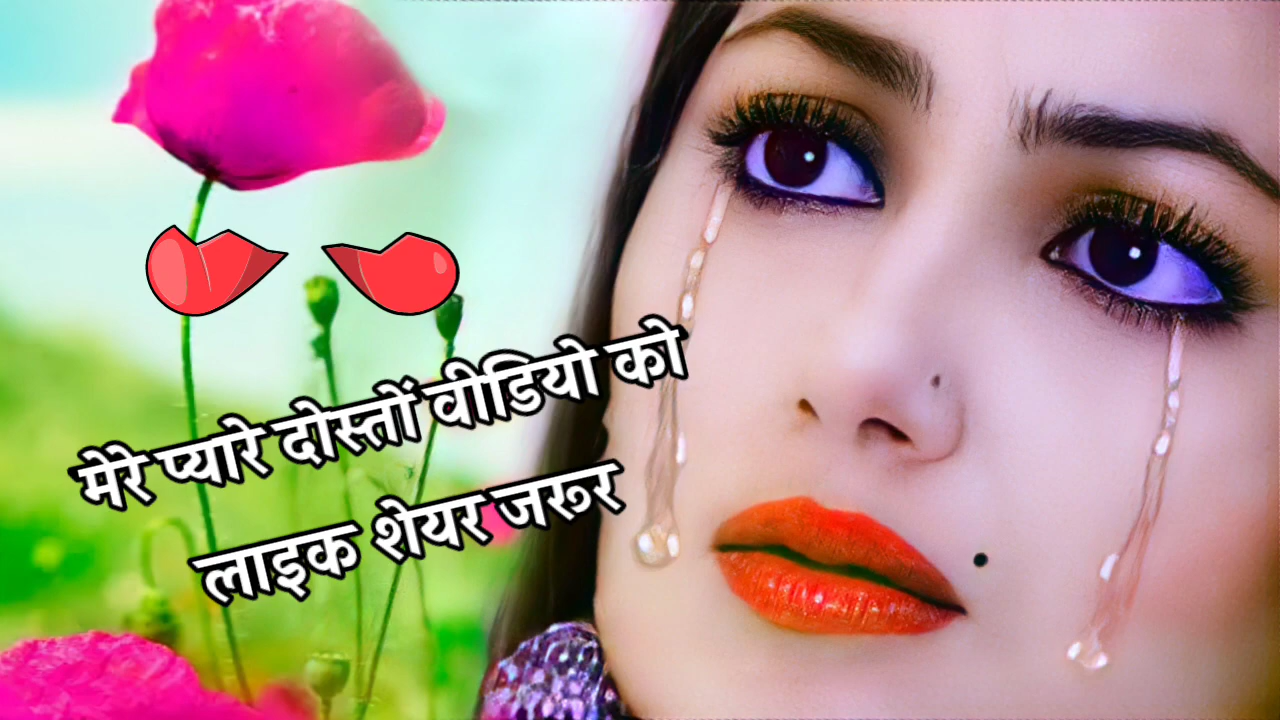 मेरे प्यारे दोस्तों वीडियो को
लाइक शेयर जरूर